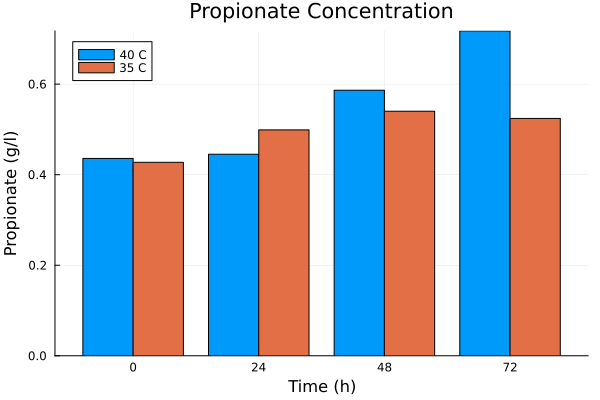 Propionate Concentration
40 C
35 C
Propionate (g/l)
0.6
0.4
0.2
0.0
0 24 48 72
Time (h)